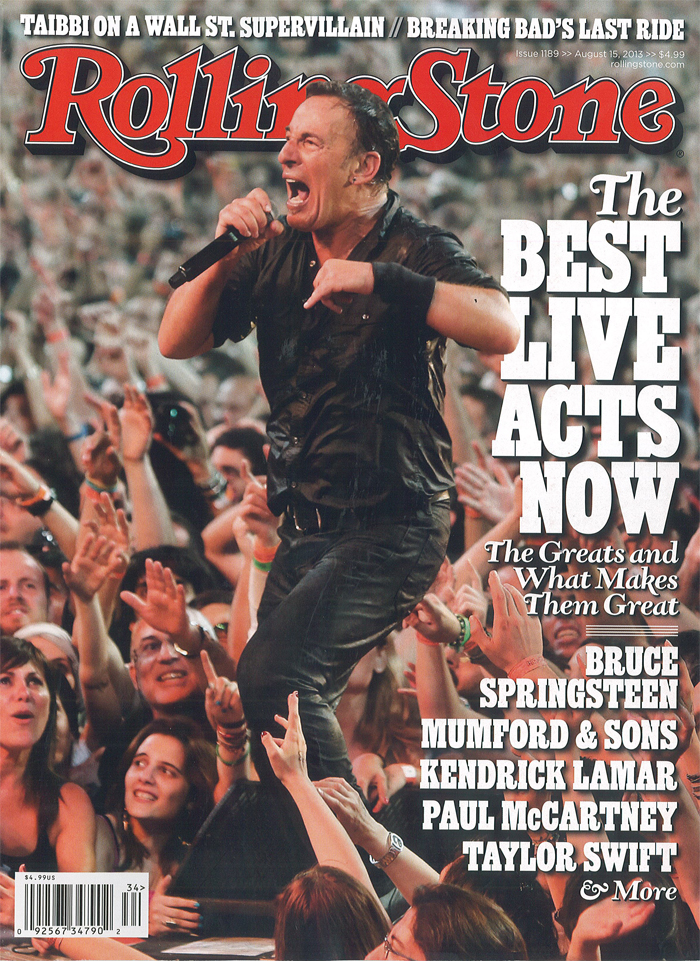 TAIBBI ON A WALL ST. SUPERVILLAIN // BREAKING BAD'S LAST RIDE
Issue 1189 >> August 15, 2013 >> $4.99
rollingstone.com
RollingStone
The
BEST
LIVE
ACTS
NOW
The Greats and
What Makes
Them Great
BRUCE
SPRINGSTEEN
MUMFORD & SONS
KENDRICK LAMAR
PAUL McCARTNEY
TAYLOR SWIFT
& More
$4.99US
34>
0 92567 34790 2